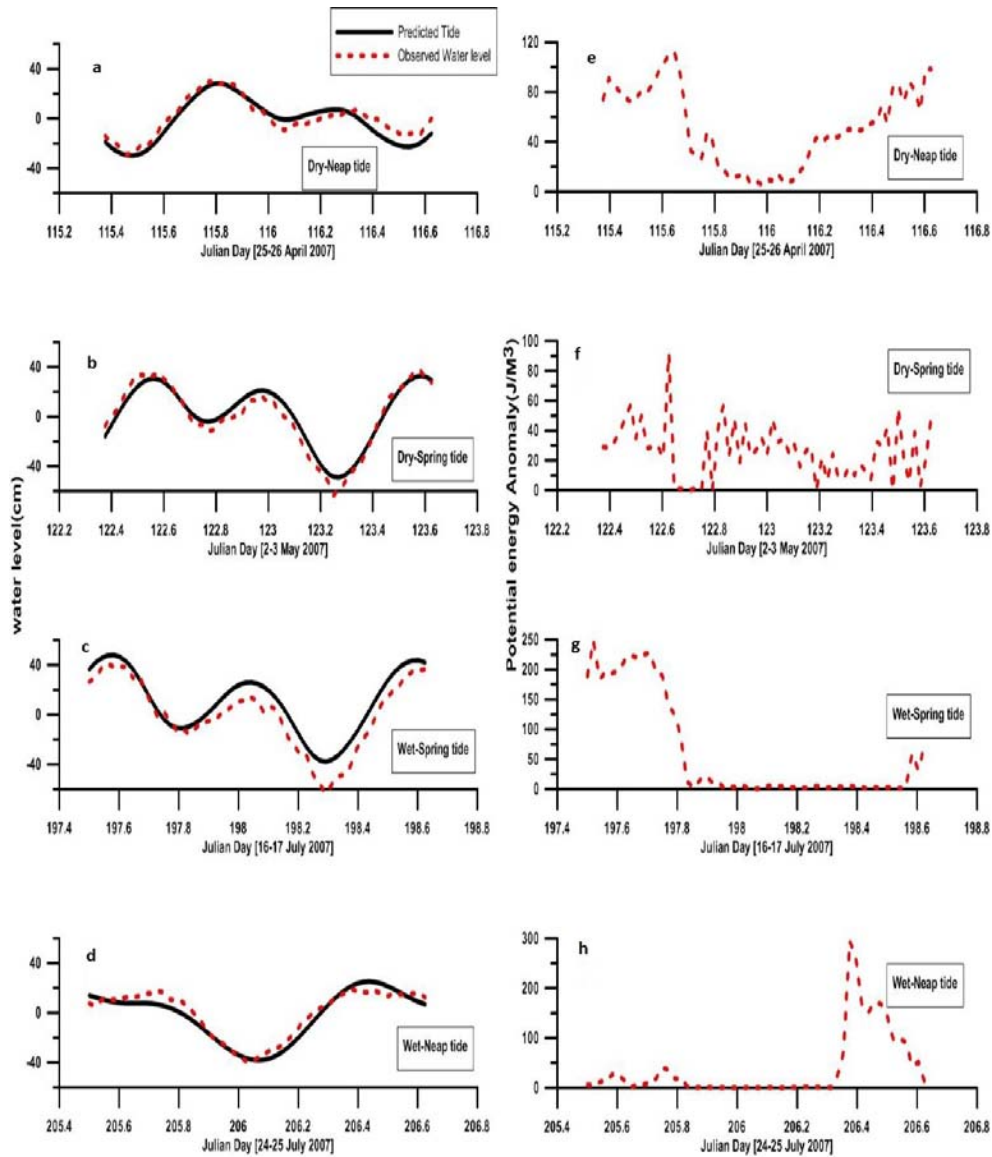 Predicted Tide
Observed Water level
a
40
0
-40
Dry-Neap tide
115.2 115.4 115.6 115.8 116 116.2 116.4 116.6 116.8
Julian Day [25-26 April 2007]
e
120
80
40
0
Dry-Neap tide
115.2 115.4 115.6 115.8 116 116.2 116.4 116.6 116.8
Julian Day [25-26 April 2007]
b
40
0
-40
Dry-Spring tide
122.2 122.4 122.6 122.8 123 123.2 123.4 123.6 123.8
Julian Day [2-3 May 2007]
f
100
80
60
40
20
0
Dry-Spring tide
122.2 122.4 122.6 122.8 123 123.2 123.4 123.6 123.8
Julian Day [2-3 May 2007]
water level(cm)
Potential energy Anomaly(J/M³)
c
40
0
-40
Wet-Spring tide
197.4 197.6 197.8 198 198.2 198.4 198.6 198.8
Julian Day [16-17 July 2007]
g
250
200
150
100
50
0
Wet-Spring tide
197.4 197.6 197.8 198 198.2 198.4 198.6 198.8
Julian Day [16-17 July 2007]
d
40
0
-40
Wet-Neap tide
205.4 205.6 205.8 206 206.2 206.4 206.6 206.8
Julian Day [24-25 July 2007]
h
300
200
100
0
Wet-Neap tide
205.4 205.6 205.8 206 206.2 206.4 206.6 206.8
Julian Day [24-25 July 2007]